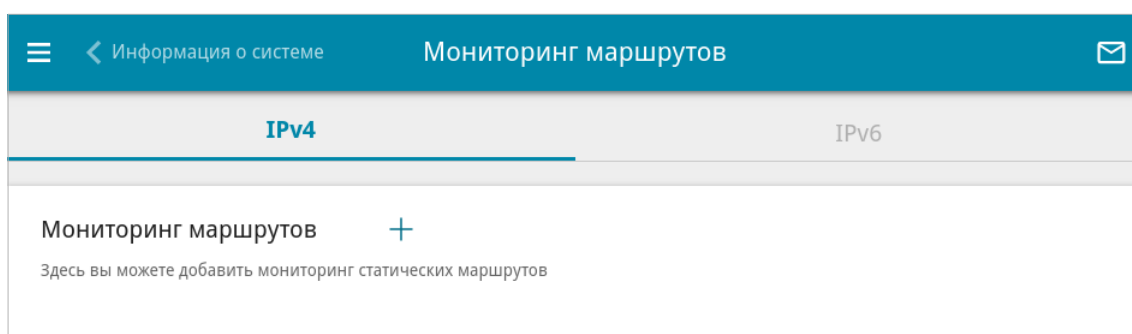 Информация о системе
Мониторинг маршрутов
IPv4
IPv6
Мониторинг маршрутов
Здесь вы можете добавить мониторинг статических маршрутов